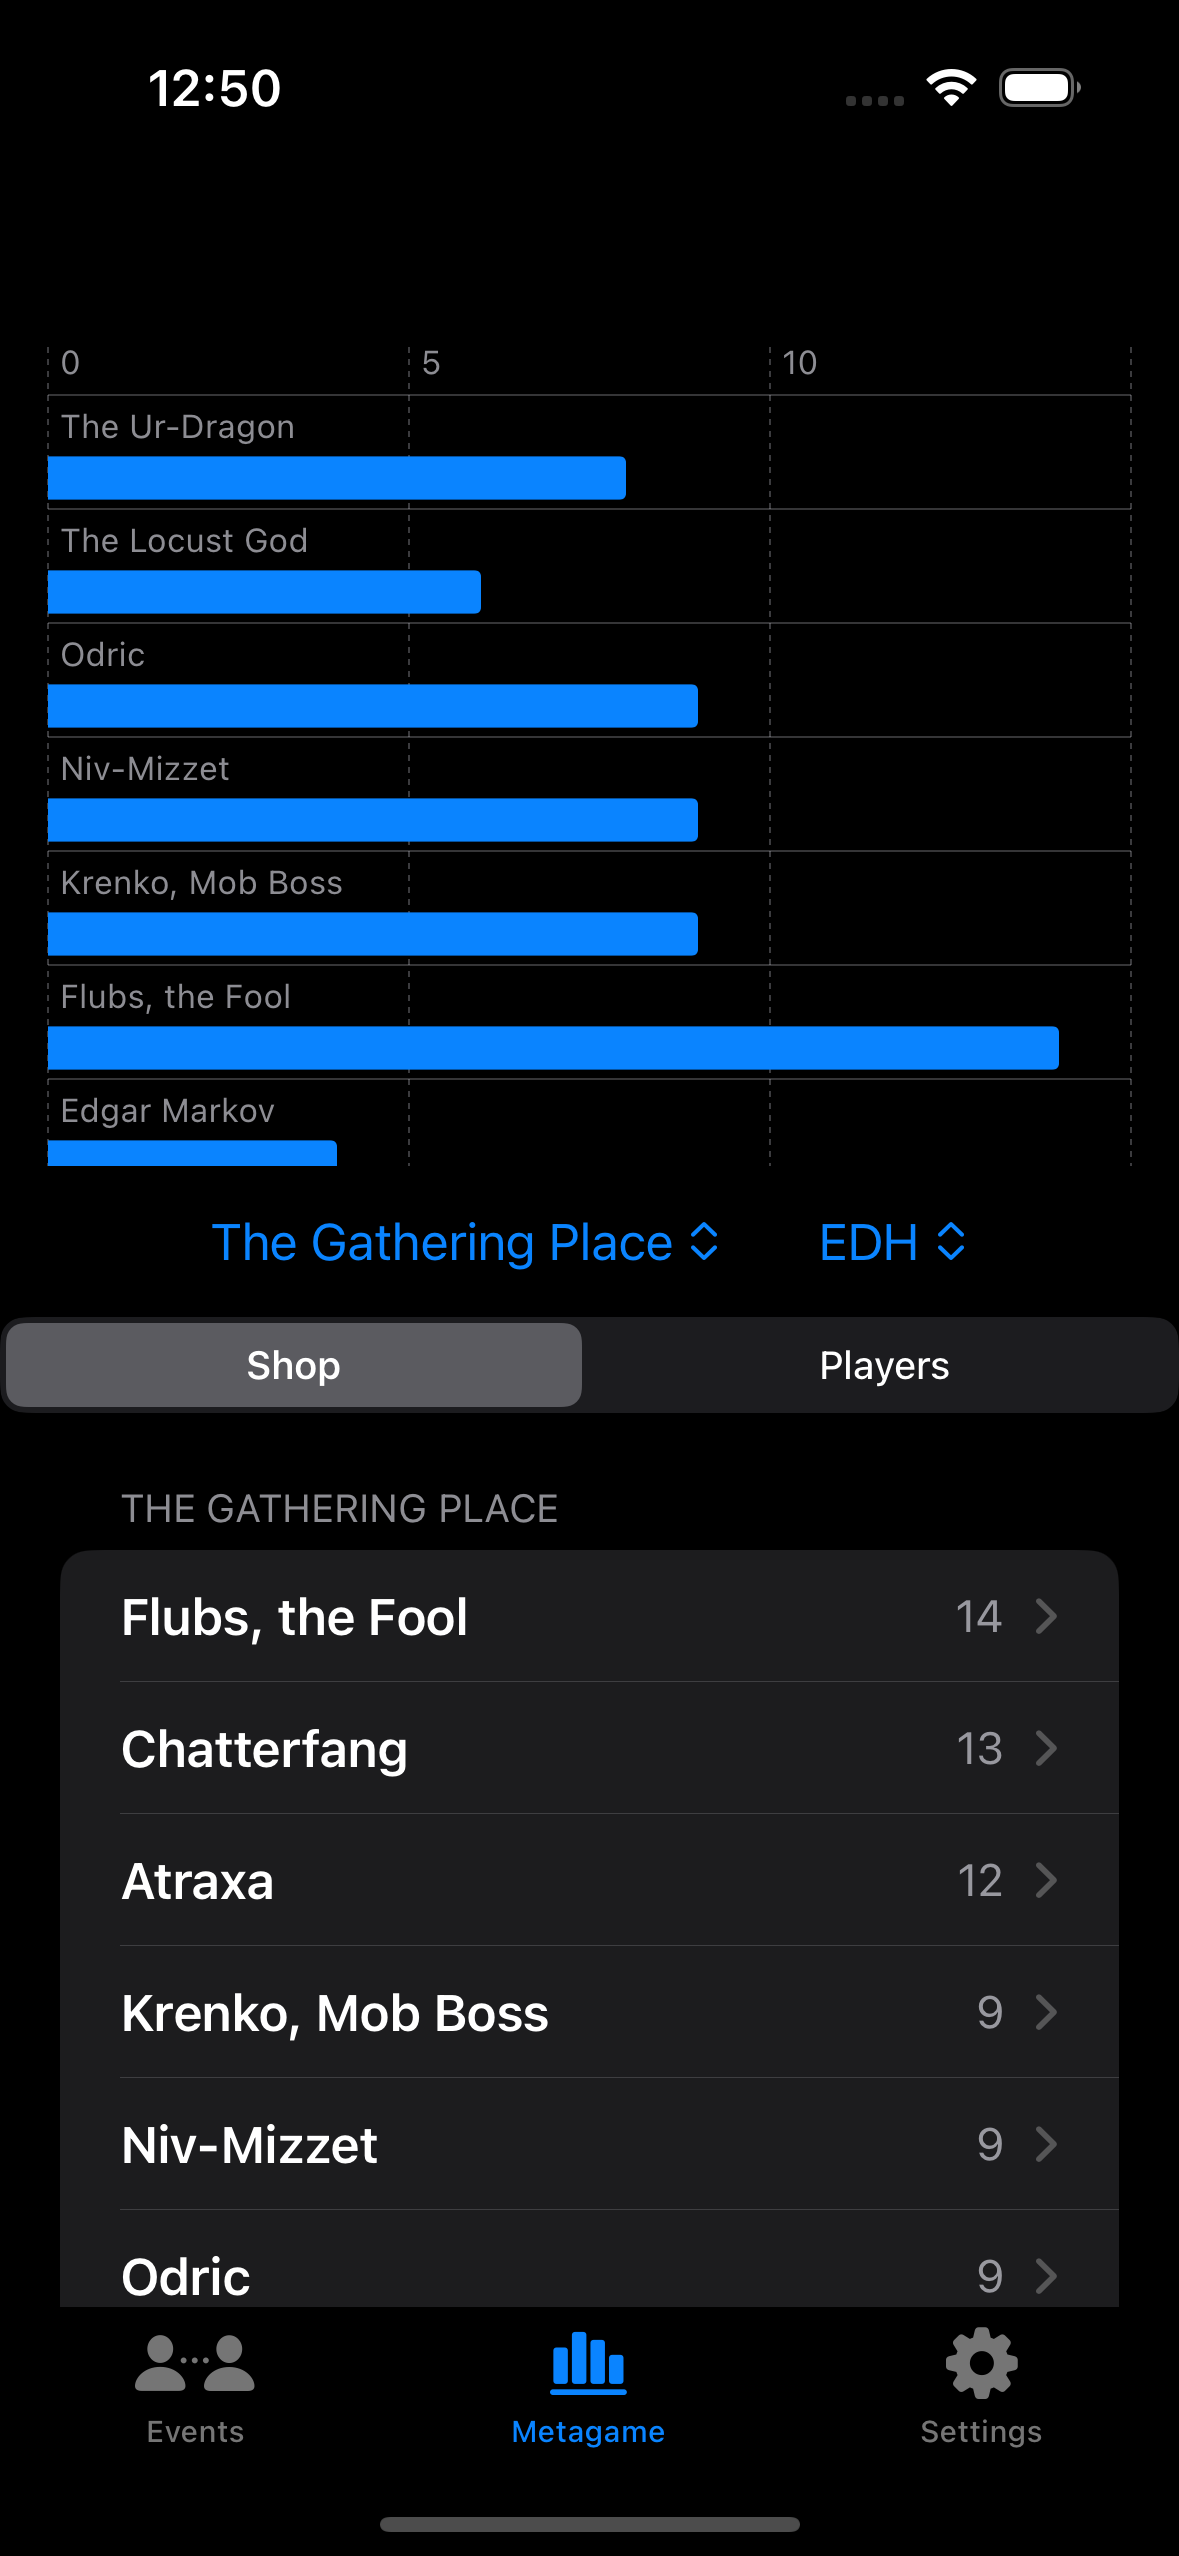 12:50
0 5 10
The Ur-Dragon
The Locust God
Odric
Niv-Mizzet
Krenko, Mob Boss
Flubs, the Fool
Edgar Markov
The Gathering Place EDH
Shop Players
THE GATHERING PLACE
Flubs, the Fool 14
Chatterfang 13
Atraxa 12
Krenko, Mob Boss 9
Niv-Mizzet 9
Odric 9
Events Metagame Settings